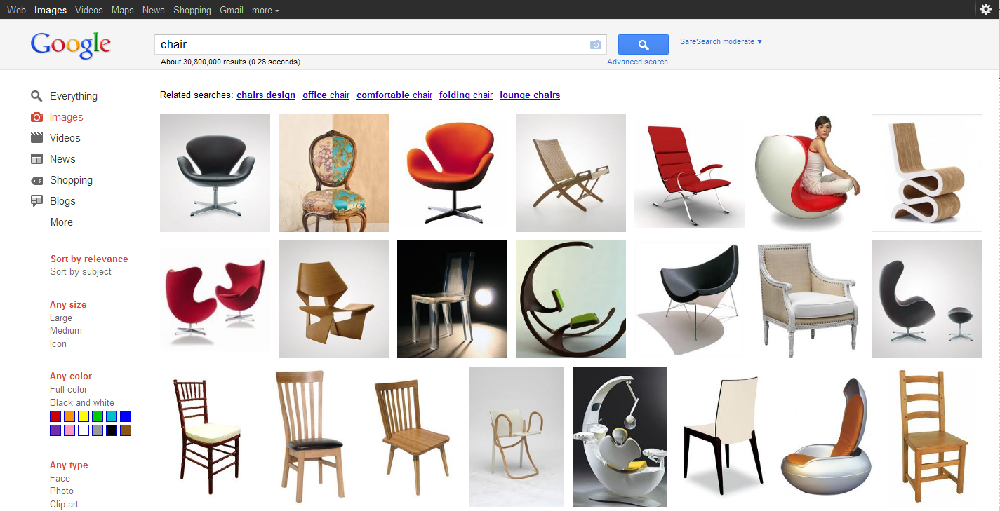 Web Images Videos Maps News Shopping Gmail more
Google
chair
SafeSearch moderate ▼
About 30,800,000 results (0.28 seconds)
Advanced search
Related searches: chairs design office chair comfortable chair folding chair lounge chairs
Everything
Images
Videos
News
Shopping
Blogs
More
Sort by relevance
Sort by subject
Any size
Large
Medium
Icon
Any color
Full color
Black and white
Any type
Face
Photo
Clip art